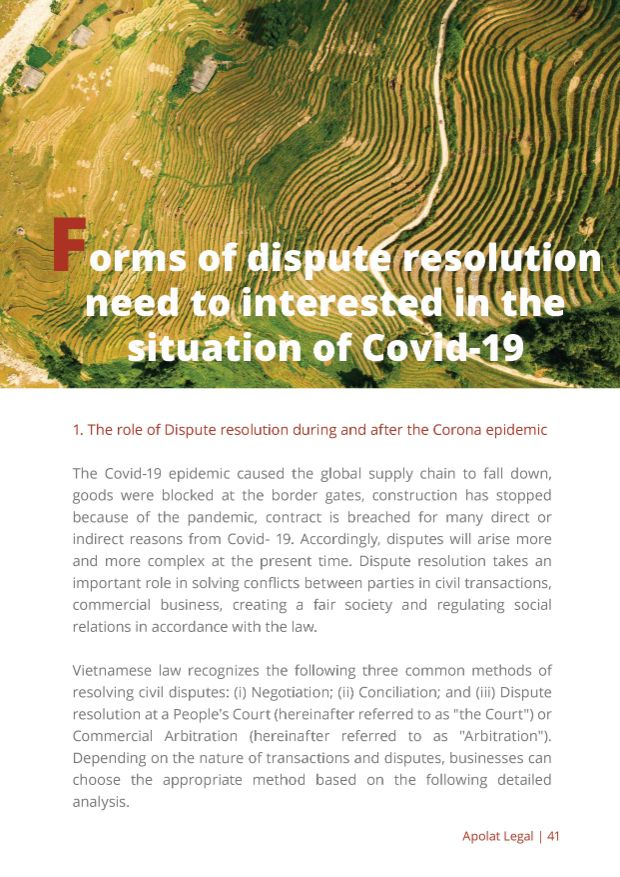 Forms of dispute resolution
need to interested in the
situation of Covid-19
1. The role of Dispute resolution during and after the Corona epidemic
The Covid-19 epidemic caused the global supply chain to fall down,
goods were blocked at the border gates, construction has stopped
because of the pandemic, contract is breached for many direct or
indirect reasons from Covid- 19. Accordingly, disputes will arise more
and more complex at the present time. Dispute resolution takes an
important role in solving conflicts between parties in civil transactions,
commercial business, creating a fair society and regulating social
relations in accordance with the law.
Vietnamese law recognizes the following three common methods of
resolving civil disputes: (i) Negotiation; (ii) Conciliation; and (iii) Dispute
resolution at a People's Court (hereinafter referred to as "the Court") or
Commercial Arbitration (hereinafter referred to as "Arbitration").
Depending on the nature of transactions and disputes, businesses can
choose the appropriate method based on the following detailed
analysis.
Apolat Legal | 41